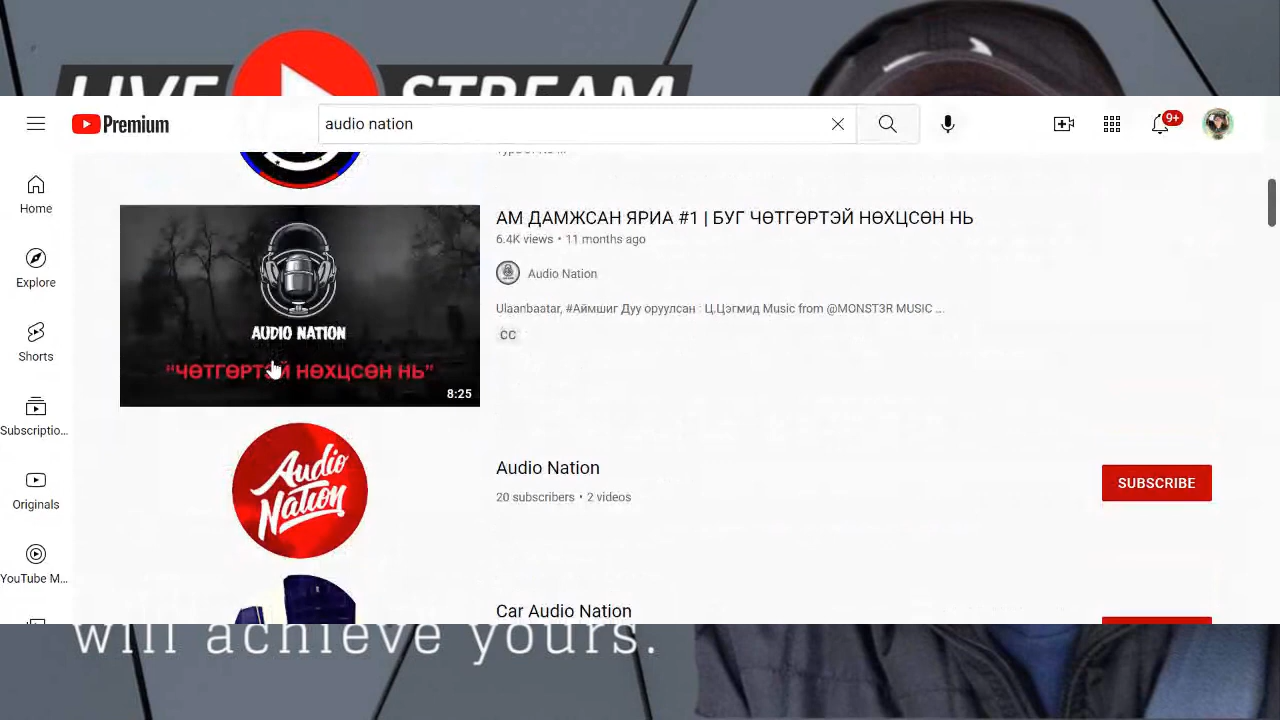 LIVE STREAM
Premium
audio nation
9+
Home
Explore
Shorts
Subscriptio...
Originals
YouTube M...
АМ ДАМЖСАН ЯРИА #1 | БУГ ЧӨТГӨРТЭЙ НӨХЦСӨН НЬ
6.4K views • 11 months ago
Audio Nation
Ulaanbaatar, #Аймшиг Дуу оруулсан : Ц.Цэгмид Music from @MONST3R MUSIC ...
CC
AUDIO NATION
“ЧӨТГӨРТЭЙ НӨХЦСӨН НЬ”
8:25
Audio
Nation
Audio Nation
20 subscribers • 2 videos
SUBSCRIBE
Car Audio Nation
will achieve yours.